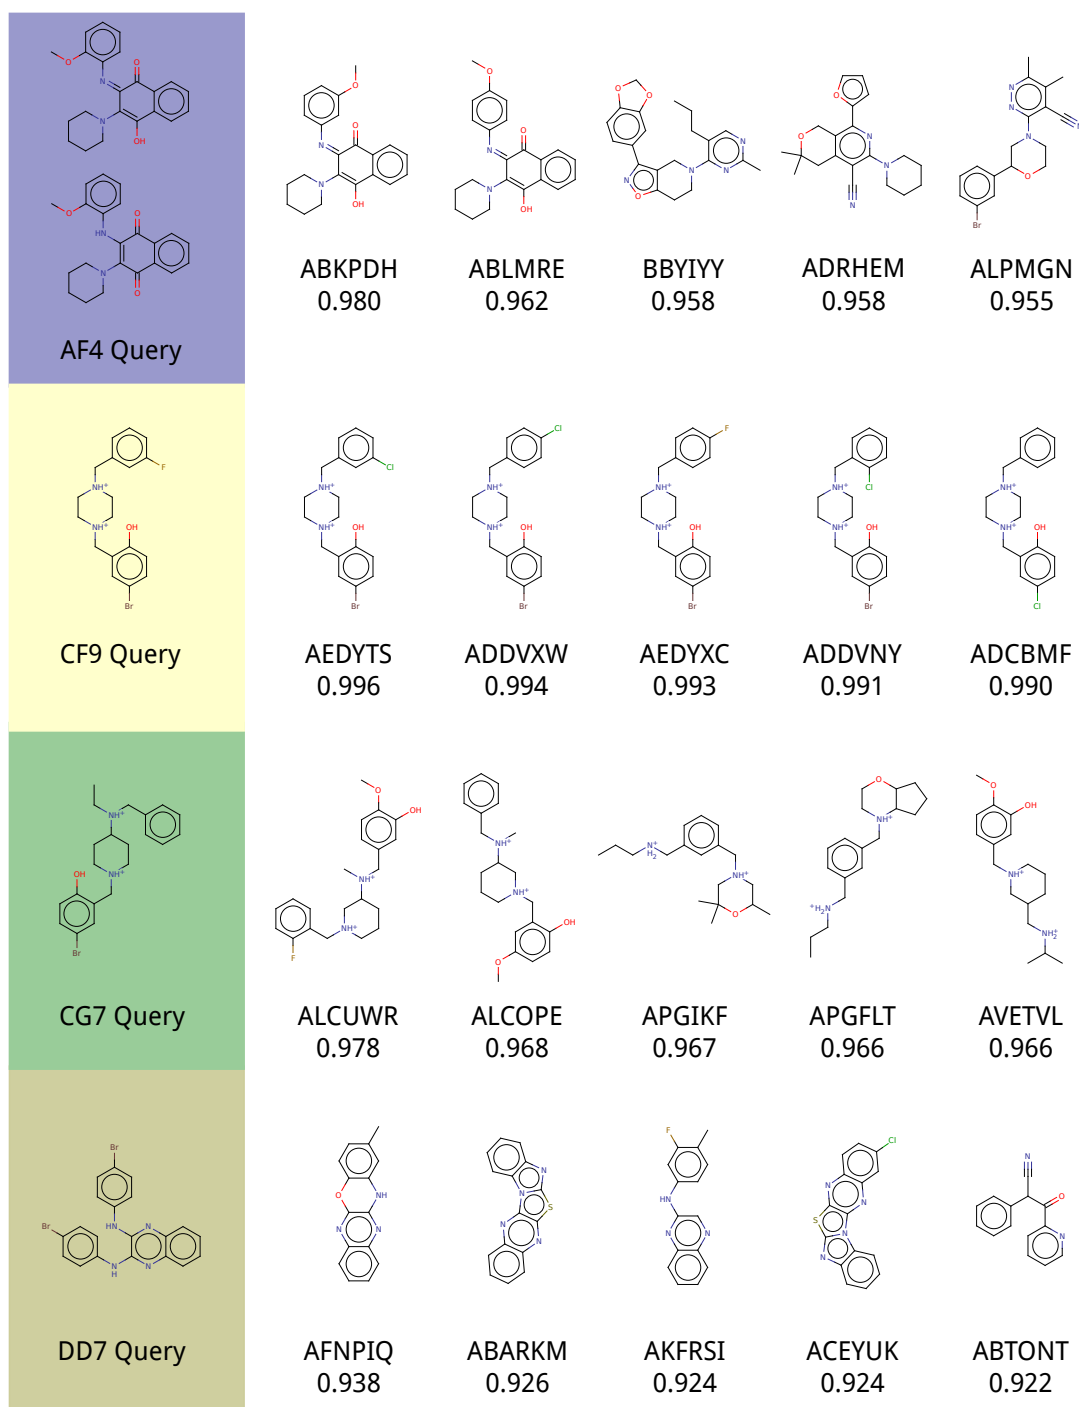 AF4 Query
ABKPDH
0.980
ABLMRE
0.962
BBYIYY
0.958
ADRHEM
0.958
ALPMGN
0.955
CF9 Query
AEDYTS
0.996
ADDVXW
0.994
AEDYXC
0.993
ADDVNY
0.991
ADCBMF
0.990
CG7 Query
ALCUWR
0.978
ALCOPE
0.968
APGIKF
0.967
APGFLT
0.966
AVETVL
0.966
DD7 Query
AFNPIQ
0.938
ABARKM
0.926
AKFRSI
0.924
ACEYUK
0.924
ABTONT
0.922